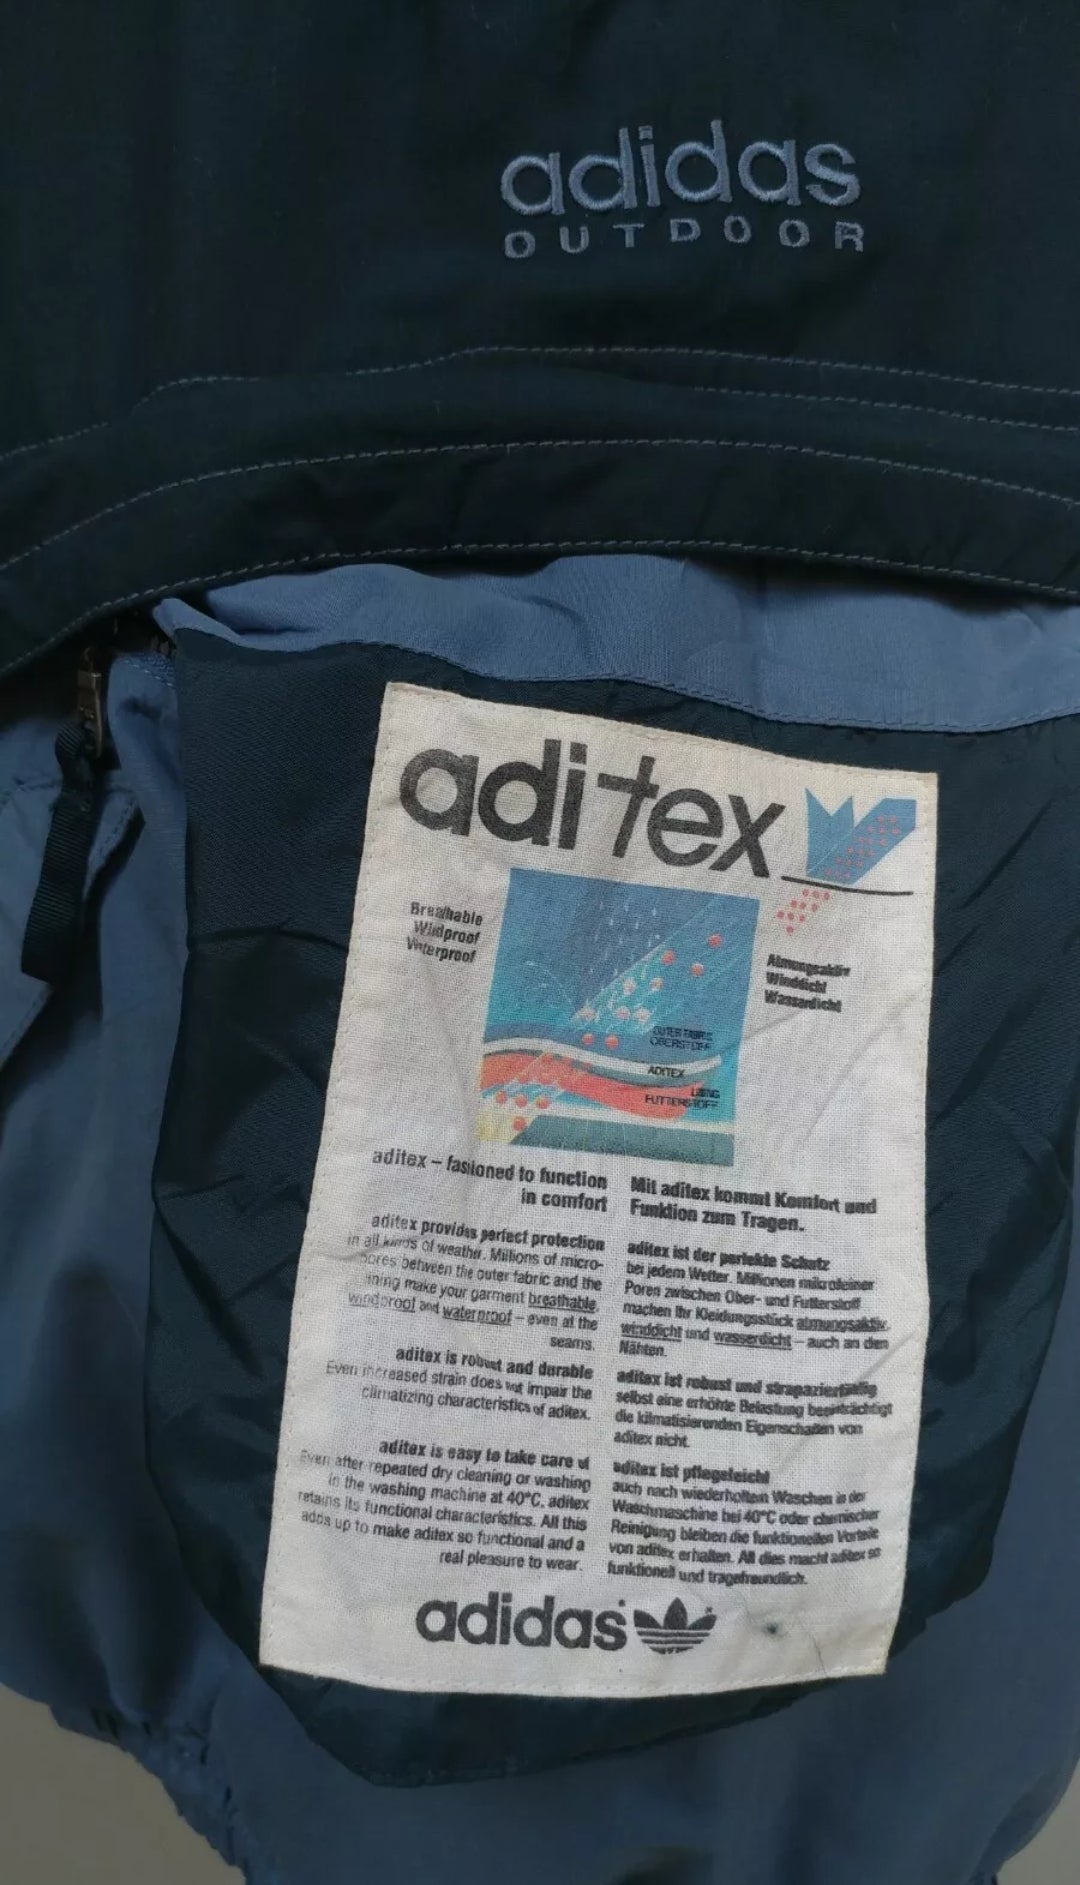 adidas
OUTDOOR
aditex
Breathable
Windproof
Waterproof
Atmungsaktiv
Winddicht
Wasserdicht
OUTER FABRIC
OBERSTOFF
ADITEX
LINING
FUTTERSTOFF
aditex – fashioned to function
in comfort
aditex provides perfect protection
in all kinds of weather. Millions of micro-
pores between the outer fabric and the
lining make your garment breathable,
windproof and waterproof – even at the
seams.
aditex is robust and durable
Even increased strain does not impair the
climatizing characteristics of aditex.
aditex is easy to take care of
Even after repeated dry cleaning or washing
in the washing machine at 40°C, aditex
retains its functional characteristics. All this
adds up to make aditex so functional and a
real pleasure to wear.
Mit aditex kommt Komfort und
Funktion zum Tragen.
aditex ist der perfekte Schutz
bei jedem Wetter. Millionen mikrokleiner
Poren zwischen Ober- und Futterstoff
machen Ihr Kleidungsstück atmungsaktiv,
winddicht und wasserdicht – auch an den
Nähten.
aditex ist robust und strapazierfähig
selbst eine erhöhte Belastung beeinträchtigt
die klimatisierenden Eigenschaften von
aditex nicht.
aditex ist pflegeleicht
auch nach wiederholtem Waschen in der
Waschmaschine bei 40°C oder chemischer
Reinigung bleiben die funktionellen Vorteile
von aditex erhalten. All dies macht aditex so
funktionell und tragefreundlich.
adidas